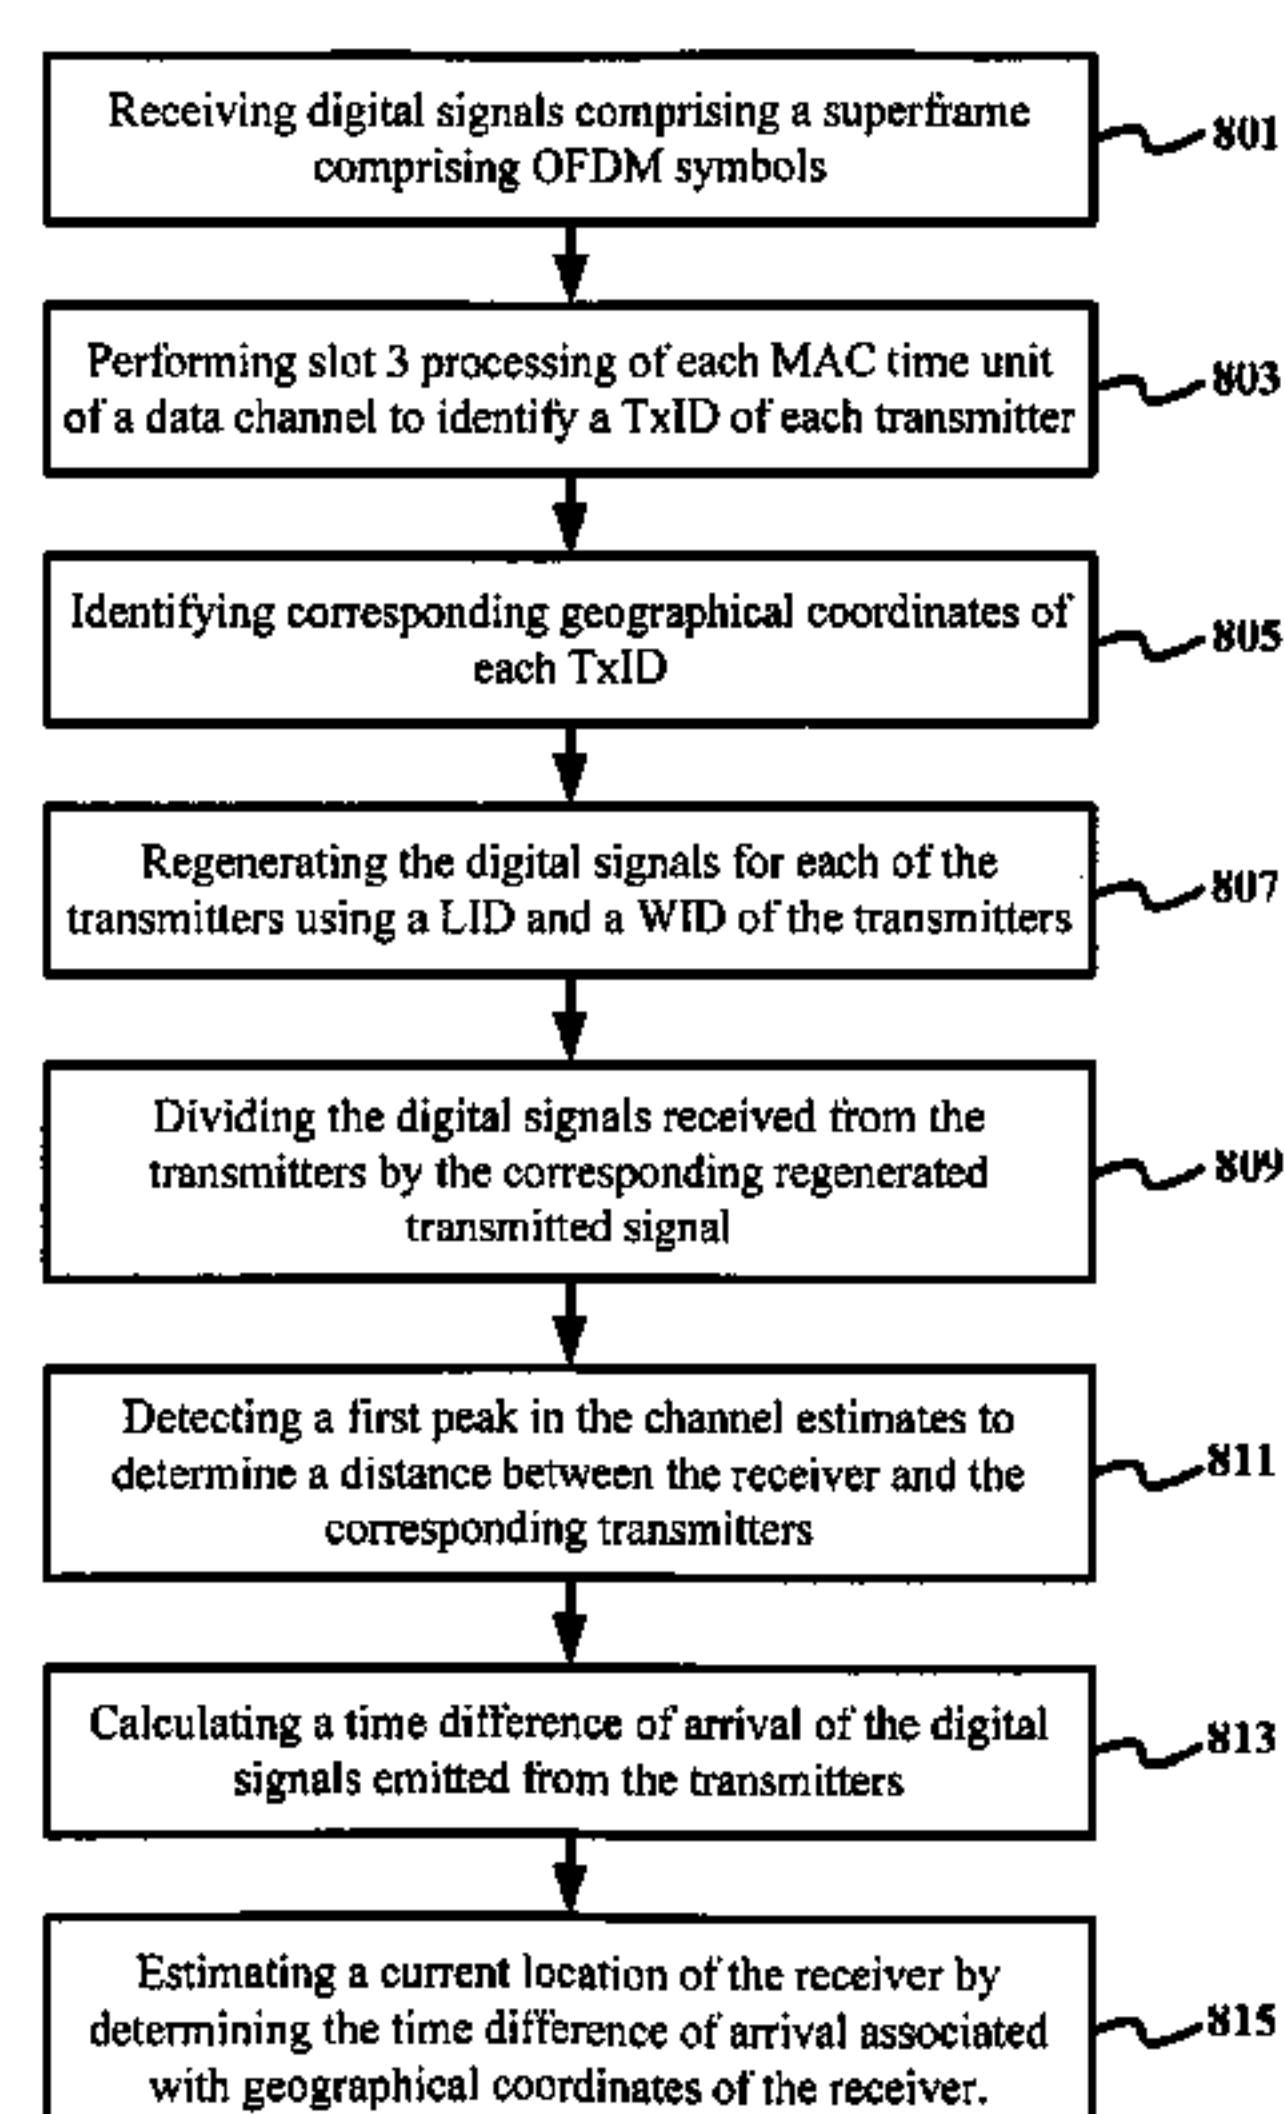 Receiving digital signals comprising a superframe
comprising OFDM symbols
801
Performing slot 3 processing of each MAC time unit
of a data channel to identify a TxID of each transmitter
803
Identifying corresponding geographical coordinates of
each TxID
805
Regenerating the digital signals for each of the
transmitters using a LID and a WID of the transmitters
807
Dividing the digital signals received from the
transmitters by the corresponding regenerated
transmitted signal
809
Detecting a first peak in the channel estimates to
determine a distance between the receiver and the
corresponding transmitters
811
Calculating a time difference of arrival of the digital
signals emitted from the transmitters
813
Estimating a current location of the receiver by
determining the time difference of arrival associated
with geographical coordinates of the receiver.
815